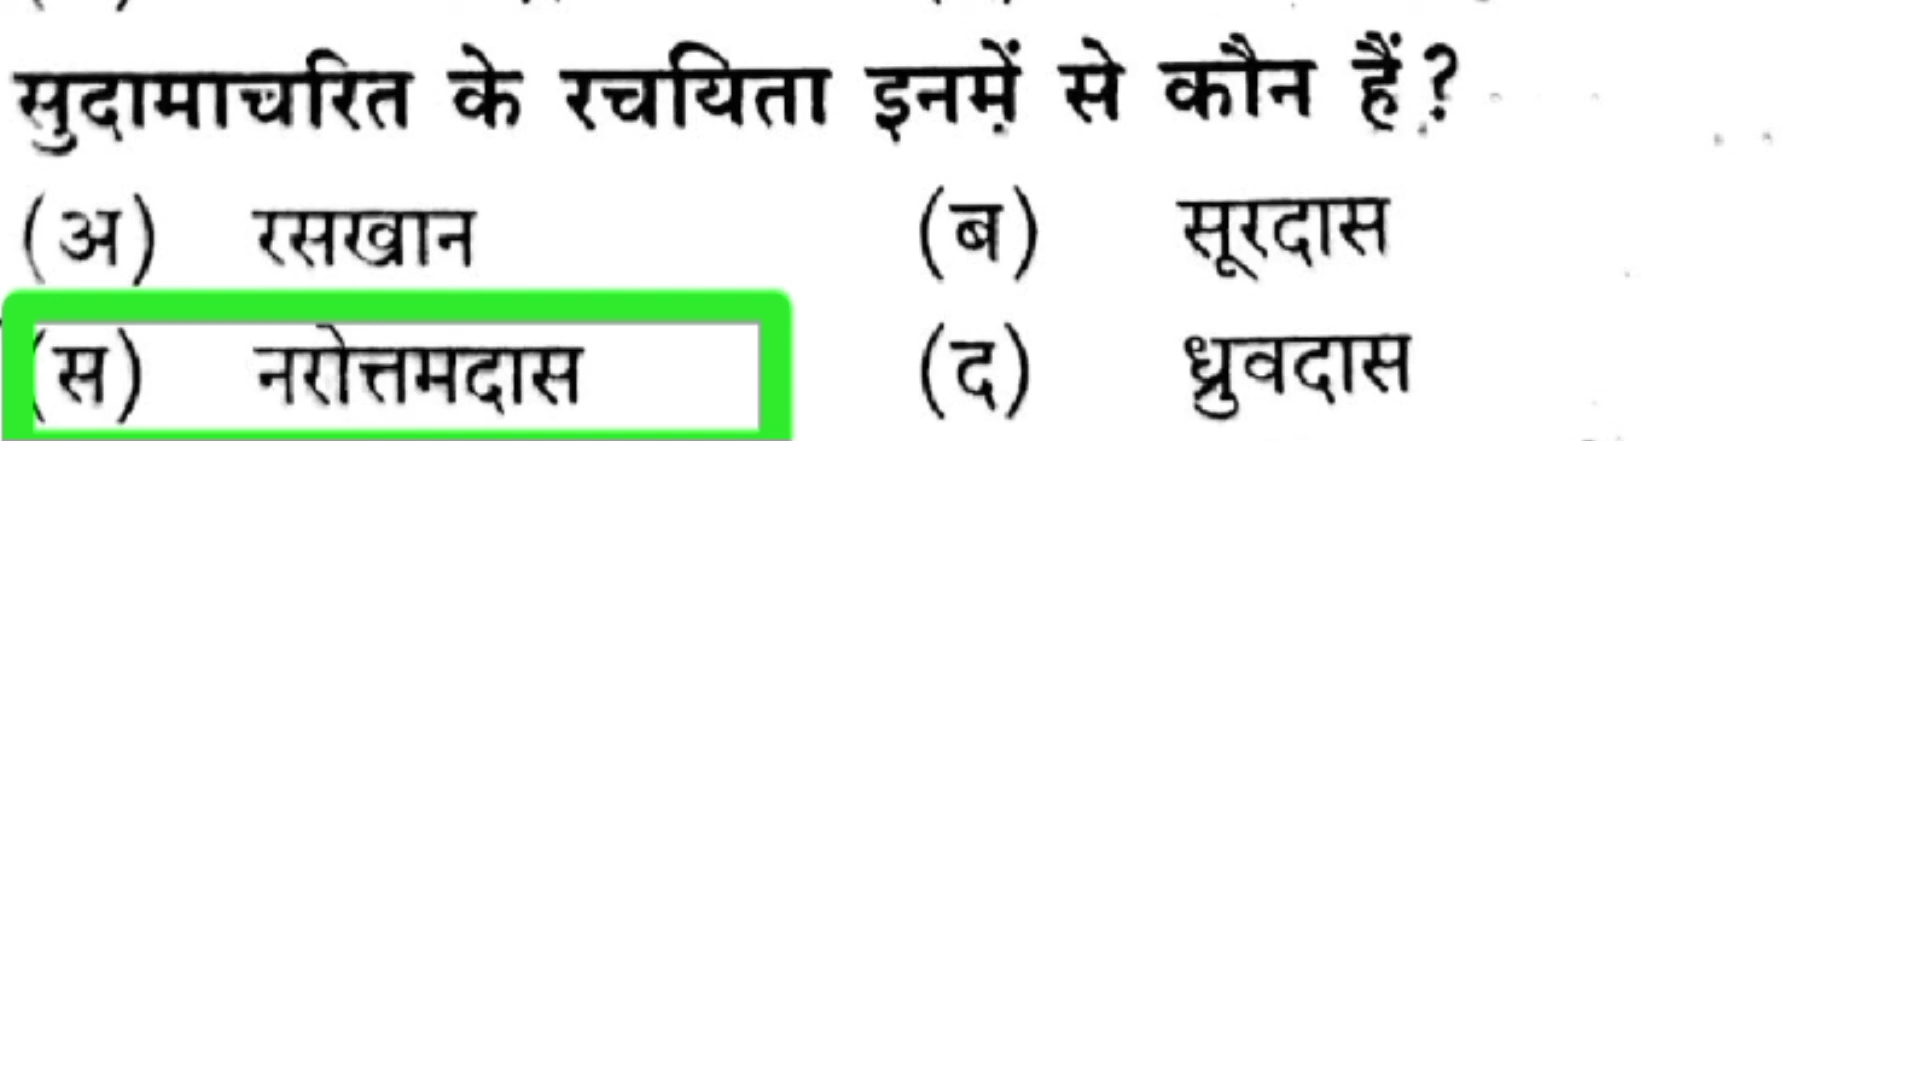 सुदामाचरित के रचयिता इनमें से कौन हैं?
(अ) रसखान (ब) सूरदास
(स) नरोत्तमदास (द) ध्रुवदास